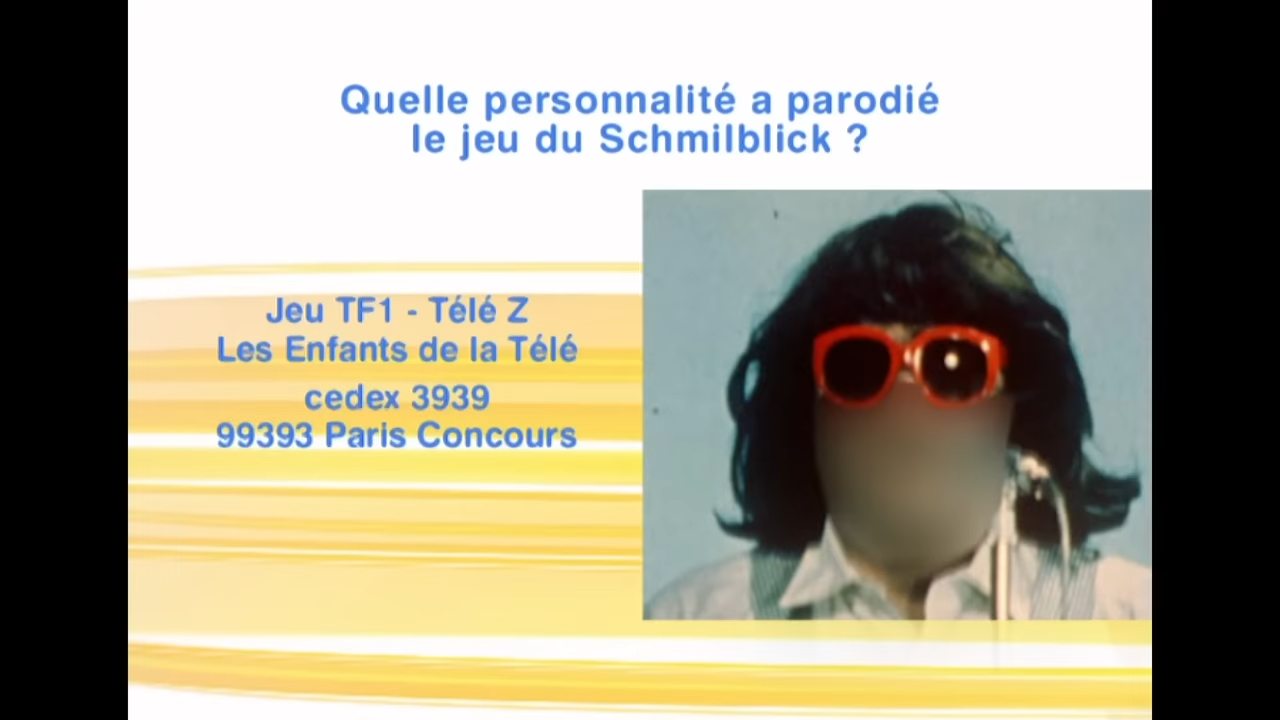 Quelle personnalité a parodié
le jeu du Schmilblick ?
Jeu TF1 - Télé Z
Les Enfants de la Télé
cedex 3939
99393 Paris Concours